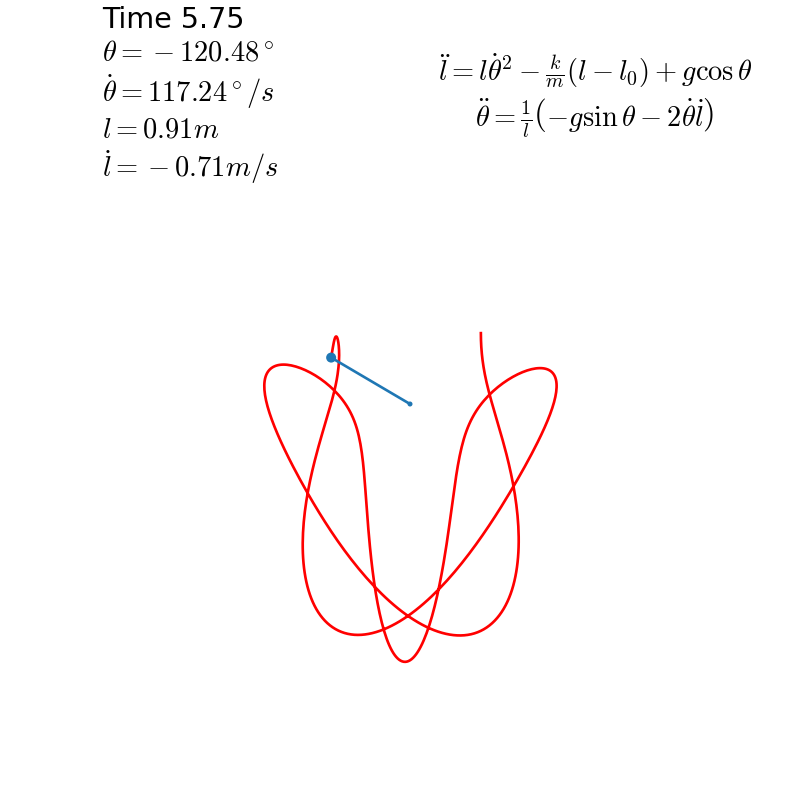 Time 5.75
θ = −120.48°
θ̇ = 117.24°/s
l = 0.91m
l̇ = −0.71m/s
l̈ = lθ̇² − k/m(l − l₀) + g cos θ
θ̈ = 1/l(−g sin θ − 2θ̇l̇)